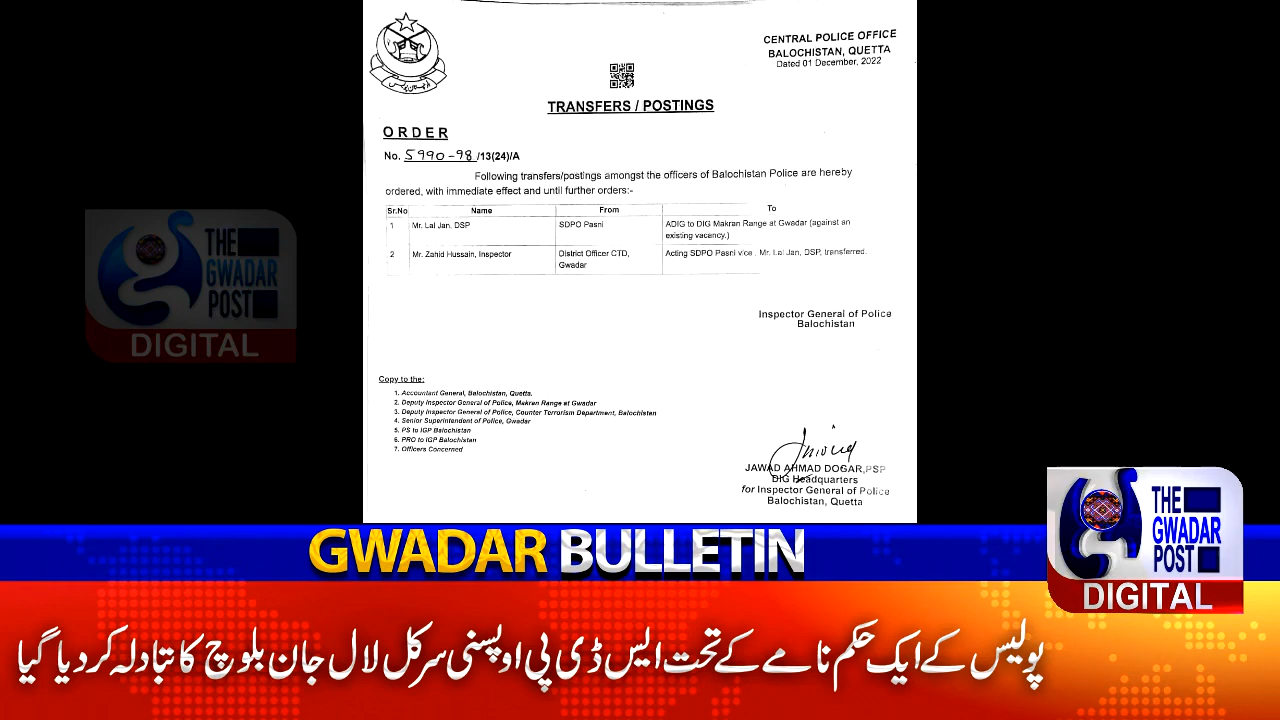 CENTRAL POLICE OFFICE
BALOCHISTAN, QUETTA
Dated 01 December, 2022
TRANSFERS / POSTINGS
ORDER
No. 5990-98 /13(24)/A
Following transfers/postings amongst the officers of Balochistan Police are hereby
ordered, with immediate effect and until further orders:-
Sr.No Name From To
1 Mr. Lal Jan, DSP SDPO Pasni ADIG to DIG Makran Range at Gwadar (against an
existing vacancy.)
2 Mr. Zahid Hussain, Inspector District Officer CTD, Acting SDPO Pasni vice . Mr. Lal Jan, DSP, transferred.
Gwadar
Inspector General of Police
Balochistan
Copy to the:
1. Accountant General, Balochistan, Quetta.
2. Deputy Inspector General of Police, Makran Range at Gwadar
3. Deputy Inspector General of Police, Counter Terrorism Department, Balochistan
4. Senior Superintendent of Police, Gwadar
5. PS to IGP Balochistan
6. PRO to IGP Balochistan
7. Officers Concerned
JAWAD AHMAD DOGAR,PSP
DIG Headquarters
for Inspector General of Police
Balochistan, Quetta
THE
GWADAR
POST
DIGITAL
THE
GWADAR
POST
DIGITAL
GWADAR BULLETIN
پولیس کے ایک حکم نامے کے تحت ایس ڈی پی او پسنی سرکل لال جان بلوچ کا تبادلہ کر دیا گیا